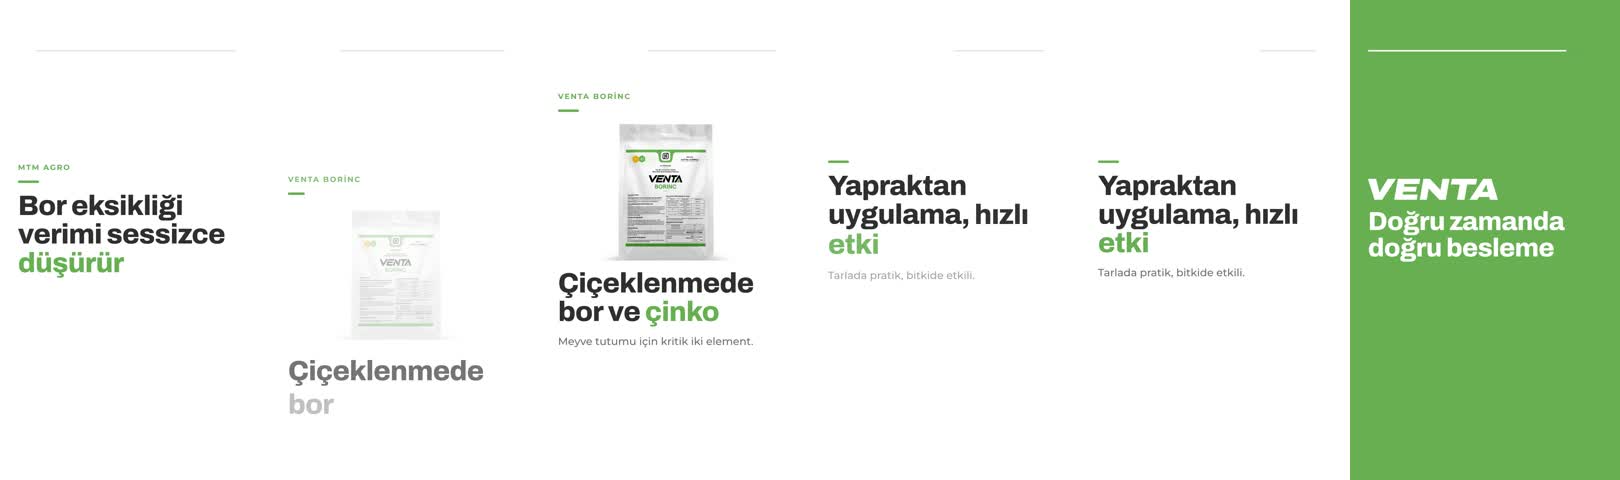 MTM AGRO
Bor eksikliği
verimi sessizce
düşürür
VENTA BORİNC
VENTA
BORINC
Çiçeklenmede
bor
VENTA BORİNC
VENTA
BORINC
Çiçeklenmede
bor ve çinko
Meyve tutumu için kritik iki element.
Yapraktan
uygulama, hızlı
etki
Tarlada pratik, bitkide etkili.
Yapraktan
uygulama, hızlı
etki
Tarlada pratik, bitkide etkili.
VENTA
Doğru zamanda
doğru besleme